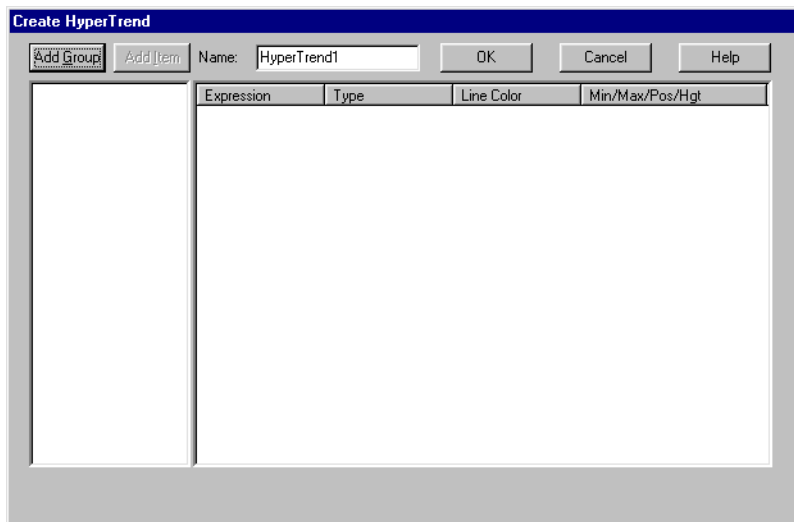 Create HyperTrend
Add Group Add Item Name: HyperTrend1 OK Cancel Help
Expression Type Line Color Min/Max/Pos/Hgt